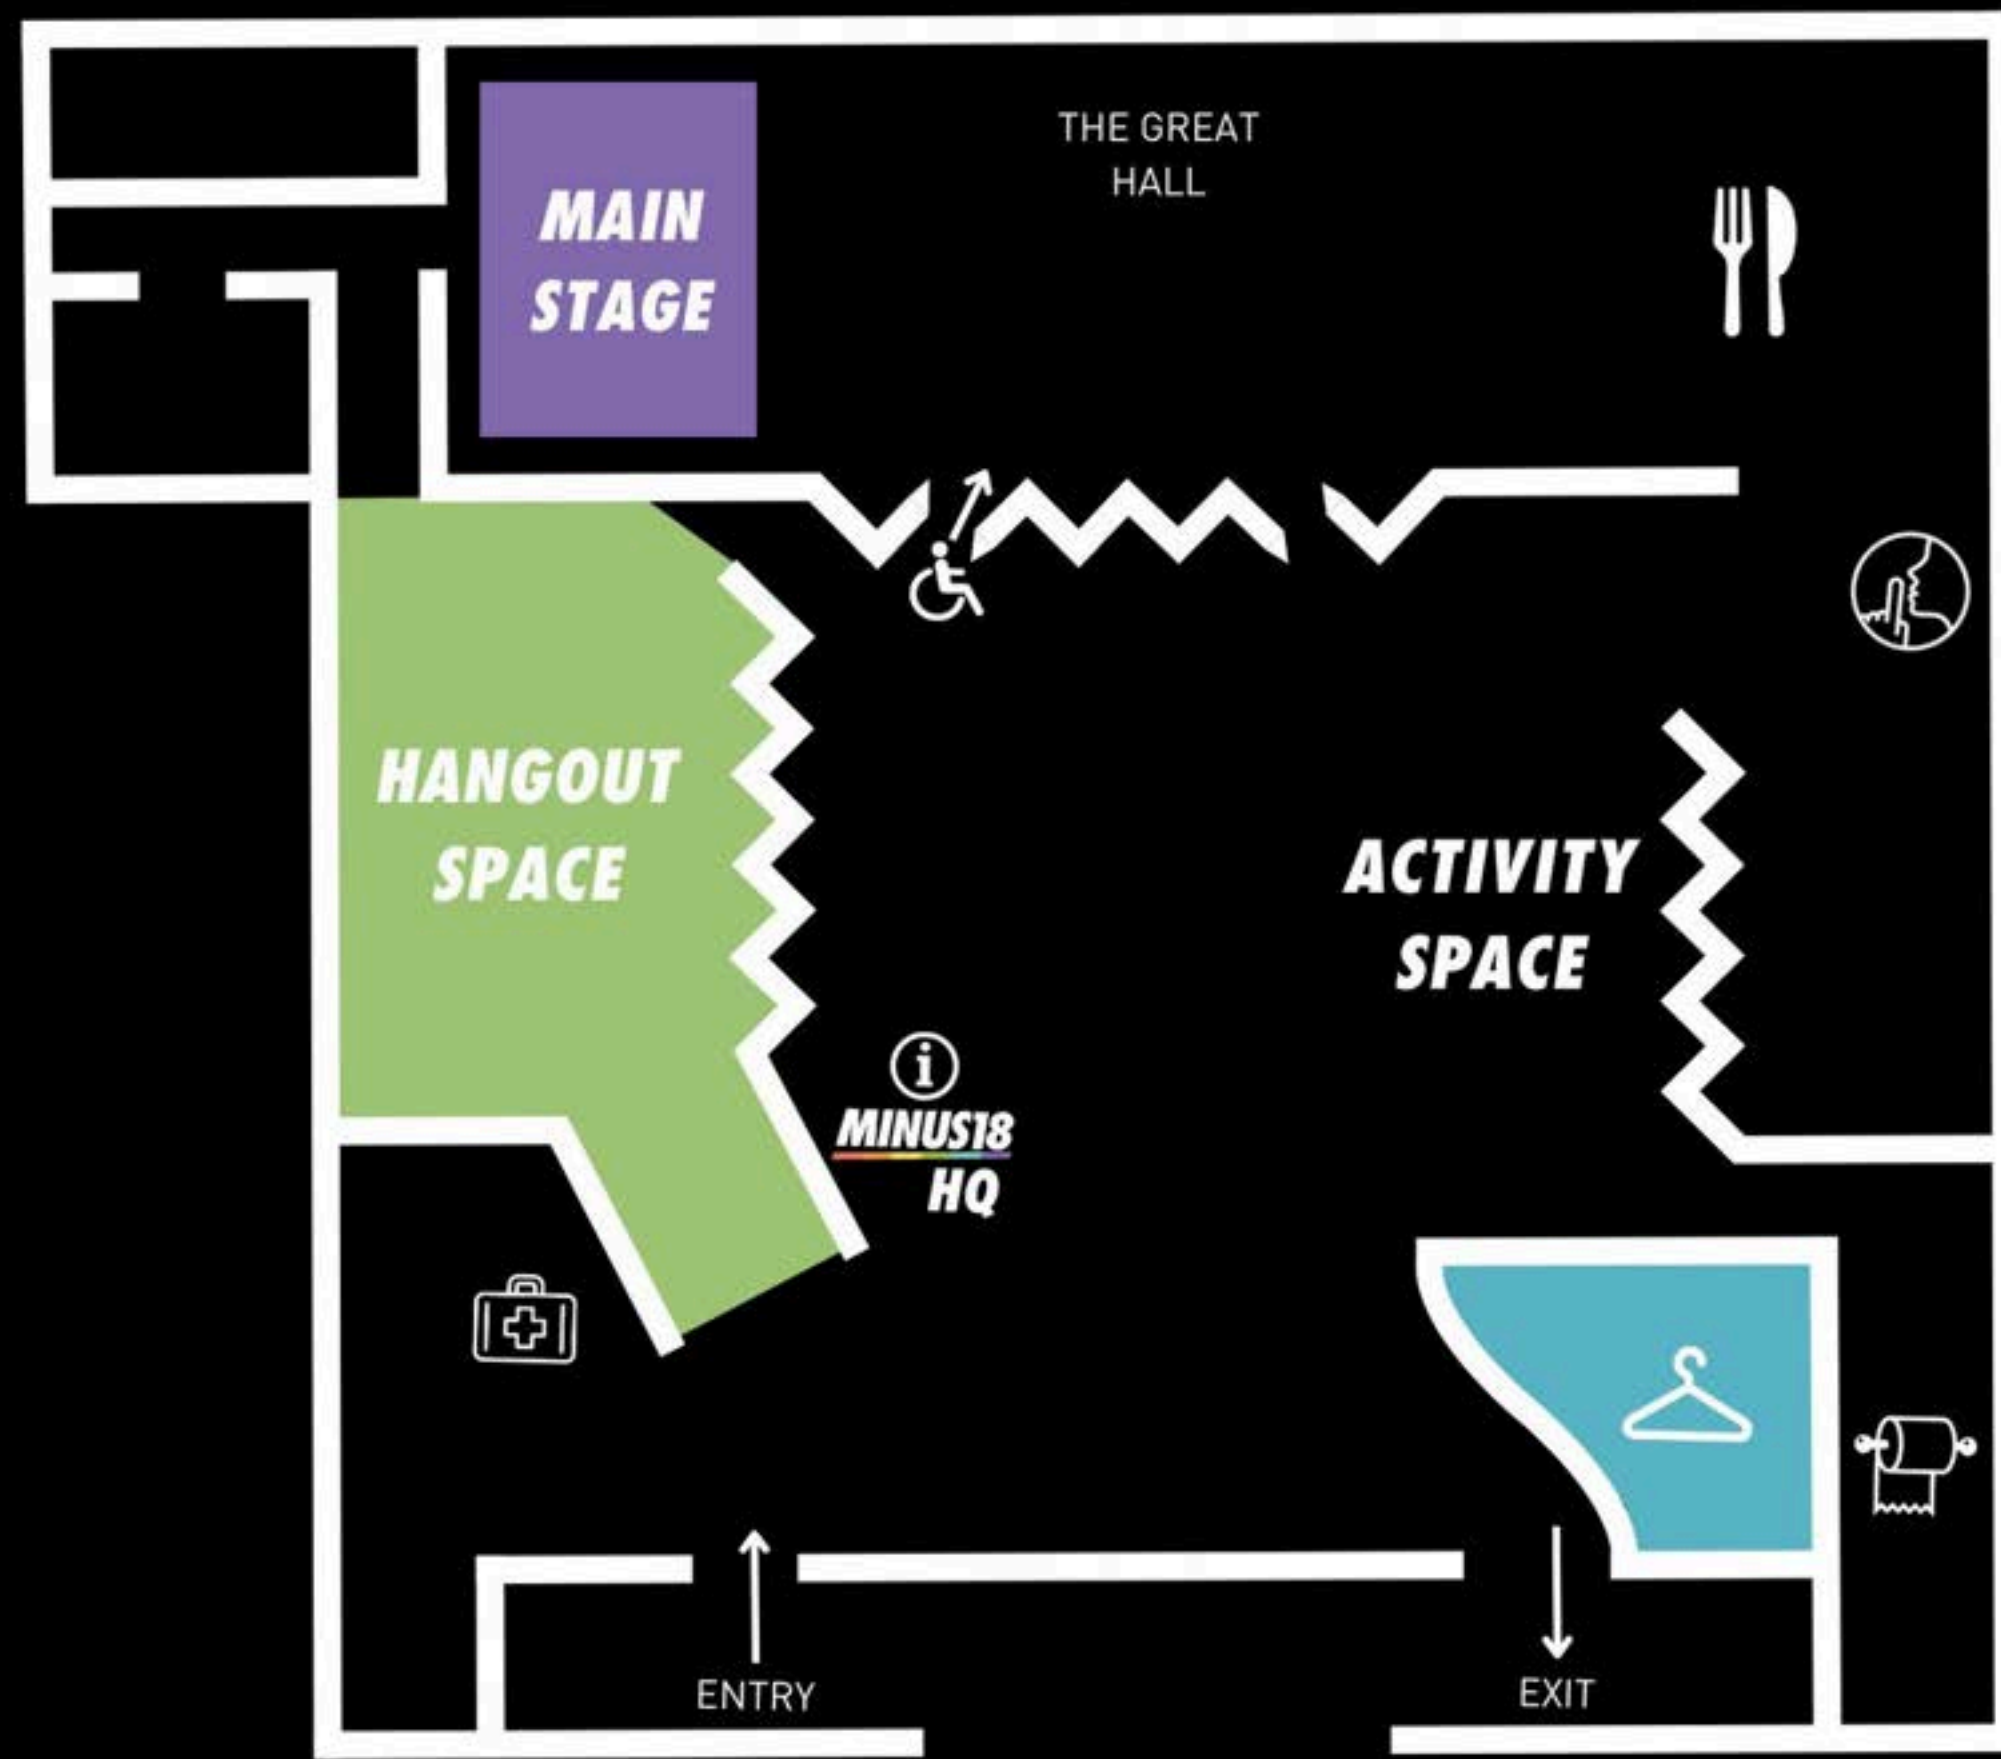 THE GREAT
HALL
MAIN
STAGE
HANGOUT
SPACE
ACTIVITY
SPACE
i
MINUS18
HQ
ENTRY
EXIT